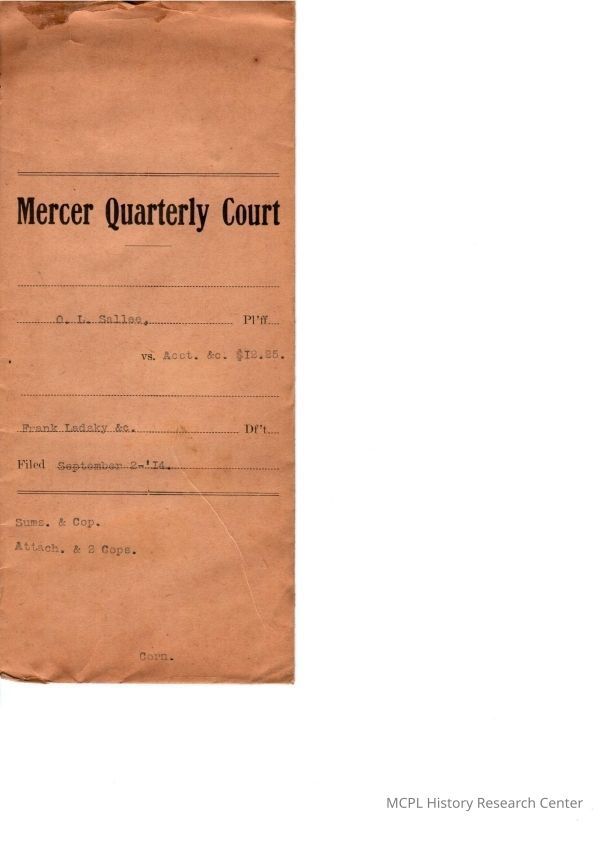 Mercer Quarterly Court
O. L. Sallee, Pl'ff.
vs. Acct. &c. $12.25.
Frank Ladsky &c. Df't.
Filed September 2-'14.
Sums. & Cop.
Attach. & 2 Cops.
Corn.
MCPL History Research Center